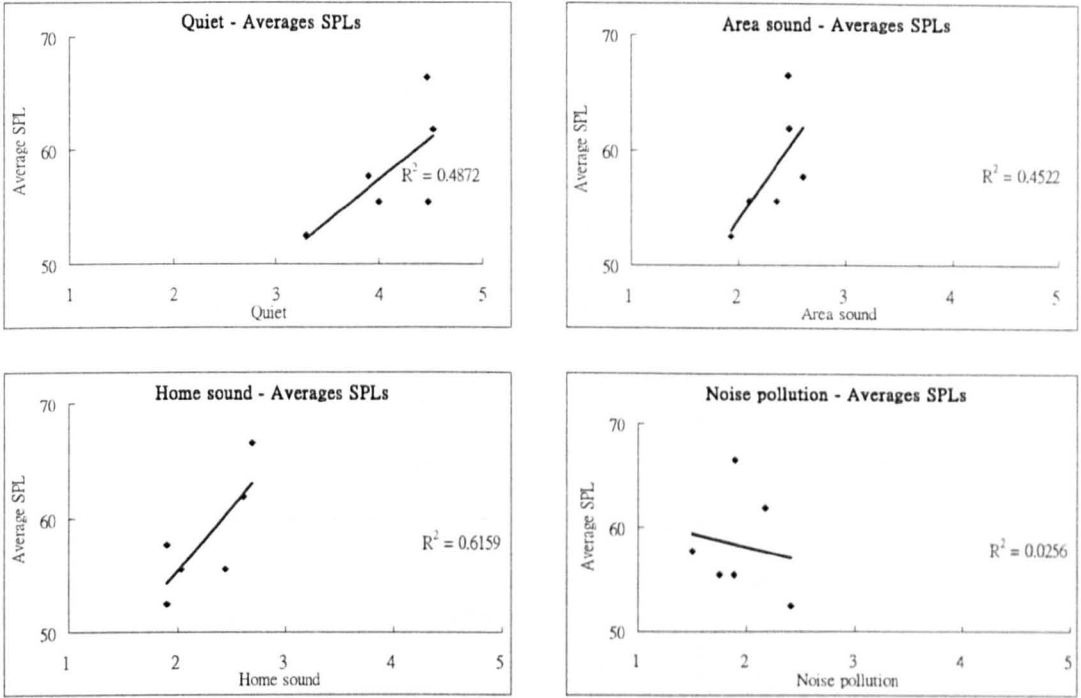 Quiet - Averages SPLs
70
60
50
Average SPL
R² = 0.4872
1 2 3 4 5
Quiet
Area sound - Averages SPLs
70
60
50
Average SPL
R² = 0.4522
1 2 3 4 5
Area sound
Home sound - Averages SPLs
70
60
50
Average SPL
R² = 0.6159
1 2 3 4 5
Home sound
Noise pollution - Averages SPLs
70
60
50
Average SPL
R² = 0.0256
1 2 3 4 5
Noise pollution